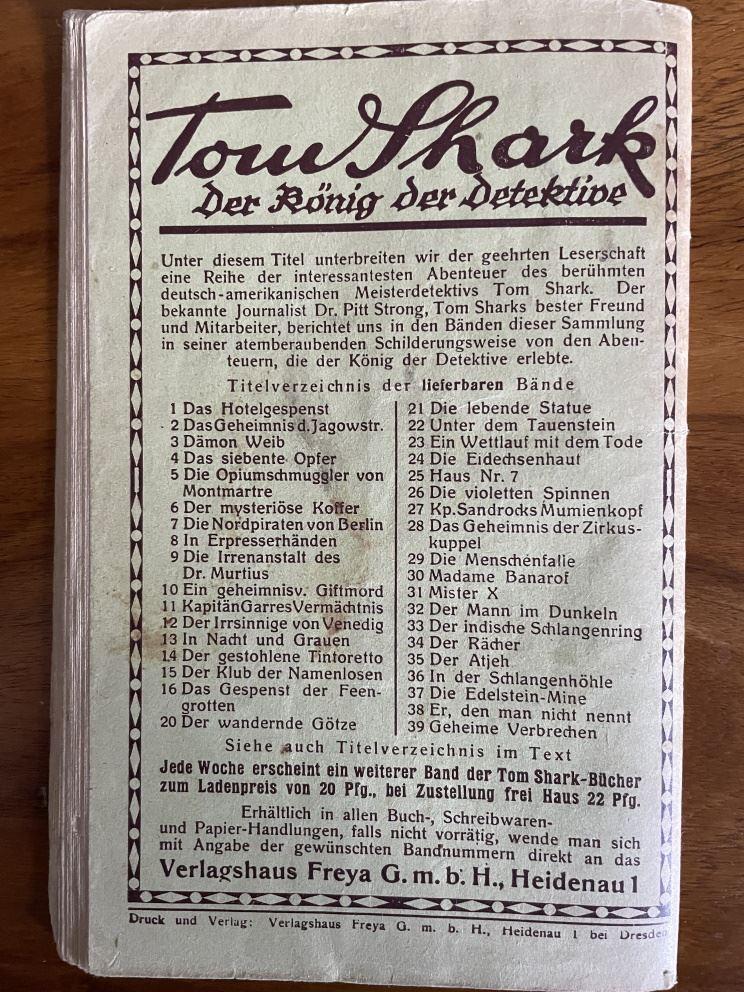 Tom Shark
Der König der Detektive
Unter diesem Titel unterbreiten wir der geehrten Leserschaft
eine Reihe der interessantesten Abenteuer des berühmten
deutsch-amerikanischen Meisterdetektivs Tom Shark. Der
bekannte Journalist Dr. Pitt Strong, Tom Sharks bester Freund
und Mitarbeiter, berichtet uns in den Bänden dieser Sammlung
in seiner atemberaubenden Schilderungsweise von den Aben-
teuern, die der König der Detektive erlebte.
Titelverzeichnis der lieferbaren Bände
1 Das Hotelgespenst
2 Das Geheimnis d. Jagowstr.
3 Dämon Weib
4 Das siebente Opfer
5 Die Opiumschmuggler von
Montmartre
6 Der mysteriöse Koffer
7 Die Nordpiraten von Berlin
8 In Erpresserhänden
9 Die Irrenanstalt des
Dr. Murtius
10 Ein geheimnisv. Giftmord
11 Kapitän Garres Vermächtnis
12 Der Irrsinnige von Venedig
13 In Nacht und Grauen
14 Der gestohlene Tintoretto
15 Der Klub der Namenlosen
16 Das Gespenst der Feen-
grotten
20 Der wandernde Götze
21 Die lebende Statue
22 Unter dem Tauenstein
23 Ein Wettlauf mit dem Tode
24 Die Eidechsenhaut
25 Haus Nr. 7
26 Die violetten Spinnen
27 Kp. Sandrocks Mumienkopf
28 Das Geheimnis der Zirkus-
kuppel
29 Die Menschenfalle
30 Madame Banarof
31 Mister X
32 Der Mann im Dunkeln
33 Der indische Schlangenring
34 Der Rächer
35 Der Atjeh
36 In der Schlangenhöhle
37 Die Edelstein-Mine
38 Er, den man nicht nennt
39 Geheime Verbrechen
Siehe auch Titelverzeichnis im Text
Jede Woche erscheint ein weiterer Band der Tom Shark-Bücher
zum Ladenpreis von 20 Pfg., bei Zustellung frei Haus 22 Pfg.
Erhältlich in allen Buch-, Schreibwaren-
und Papier-Handlungen, falls nicht vorrätig, wende man sich
mit Angabe der gewünschten Bandnummern direkt an das
Verlagshaus Freya G. m. b. H., Heidenau 1
Druck und Verlag: Verlagshaus Freya G. m. b. H., Heidenau 1 bei Dresden